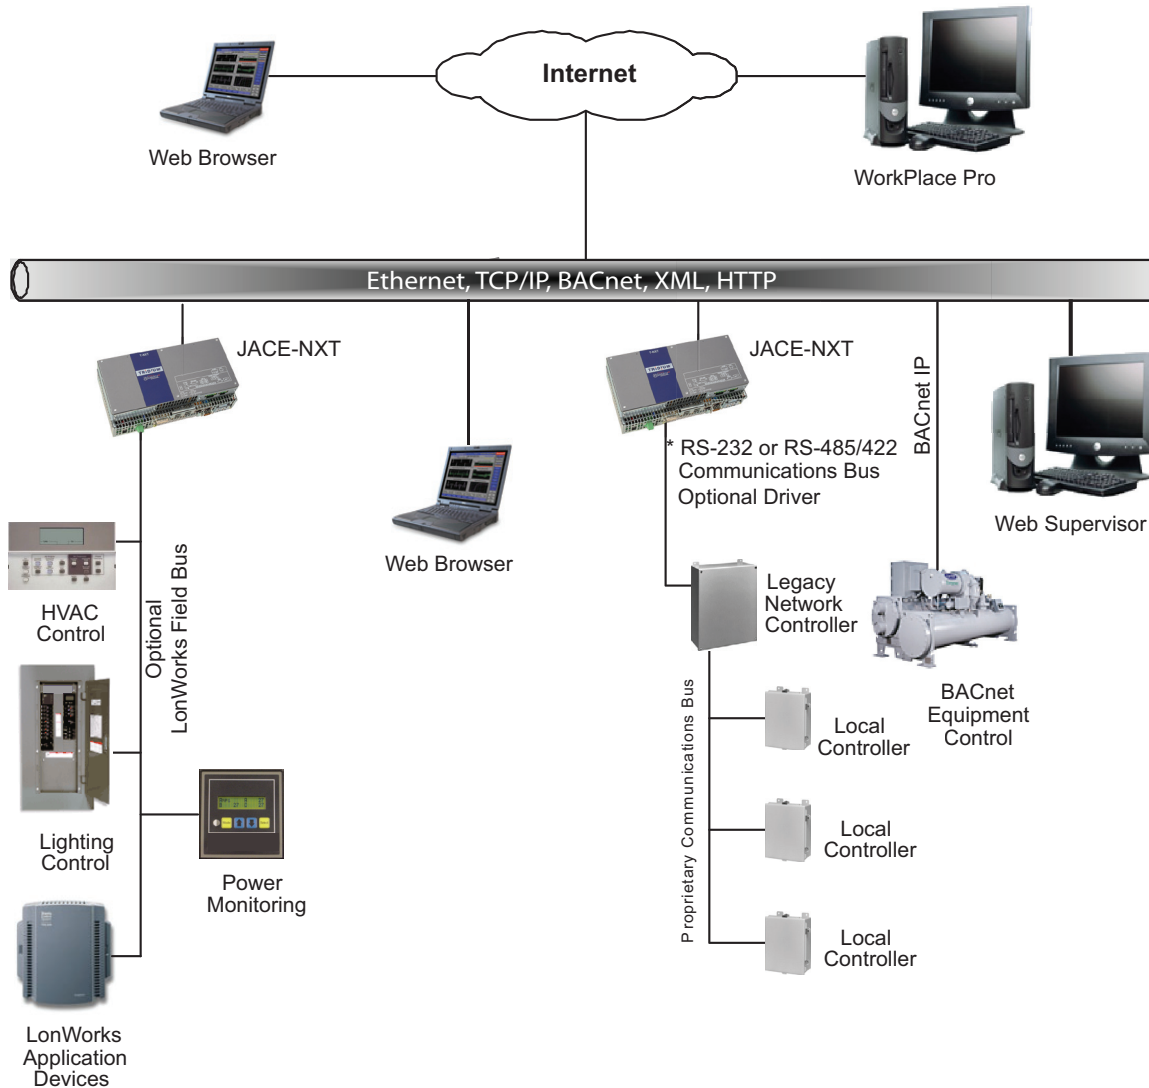 Internet
Web Browser
WorkPlace Pro
Ethernet, TCP/IP, BACnet, XML, HTTP
JACE-NXT
JACE-NXT
BACnet IP
* RS-232 or RS-485/422
Communications Bus
Optional Driver
Web Browser
Web Supervisor
HVAC
Control
Optional
LonWorks Field Bus
Legacy
Network
Controller
BACnet
Equipment
Control
Proprietary Communications Bus
Local
Controller
Lighting
Control
Power
Monitoring
Local
Controller
Local
Controller
LonWorks
Application
Devices